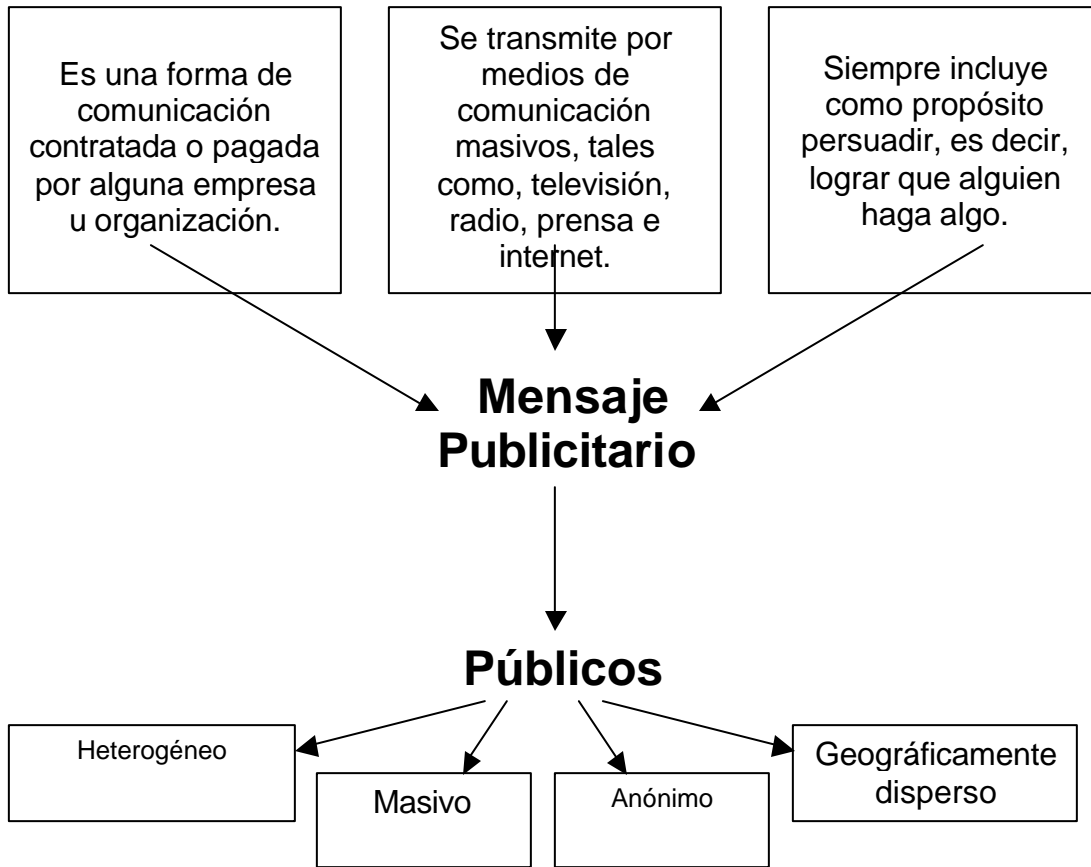 Es una forma de
comunicación
contratada o pagada
por alguna empresa
u organización.
Se transmite por
medios de
comunicación
masivos, tales
como, televisión,
radio, prensa e
internet.
Siempre incluye
como propósito
persuadir, es decir,
lograr que alguien
haga algo.
Mensaje
Publicitario
Públicos
Heterogéneo
Masivo
Anónimo
Geográficamente
disperso